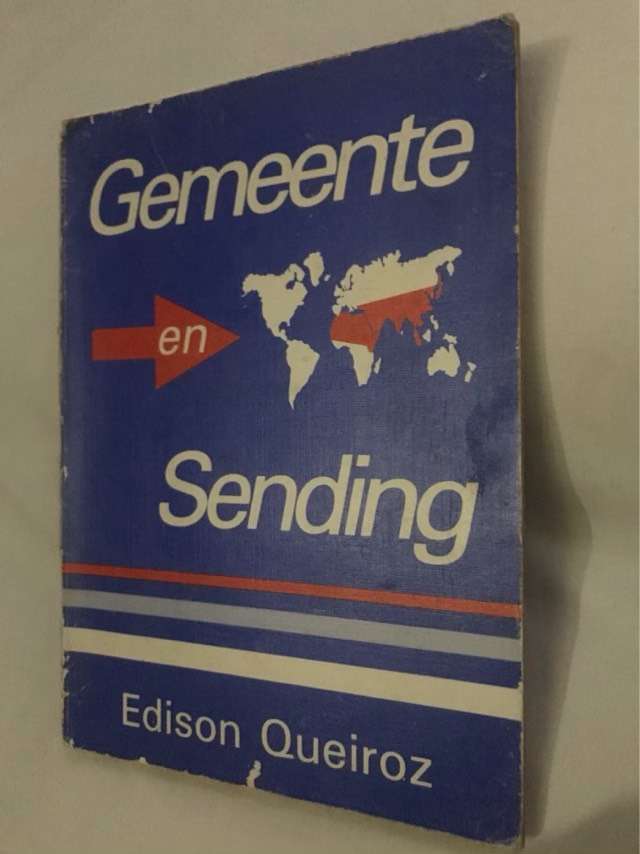 Gemeente
en
Sending
Edison Queiroz